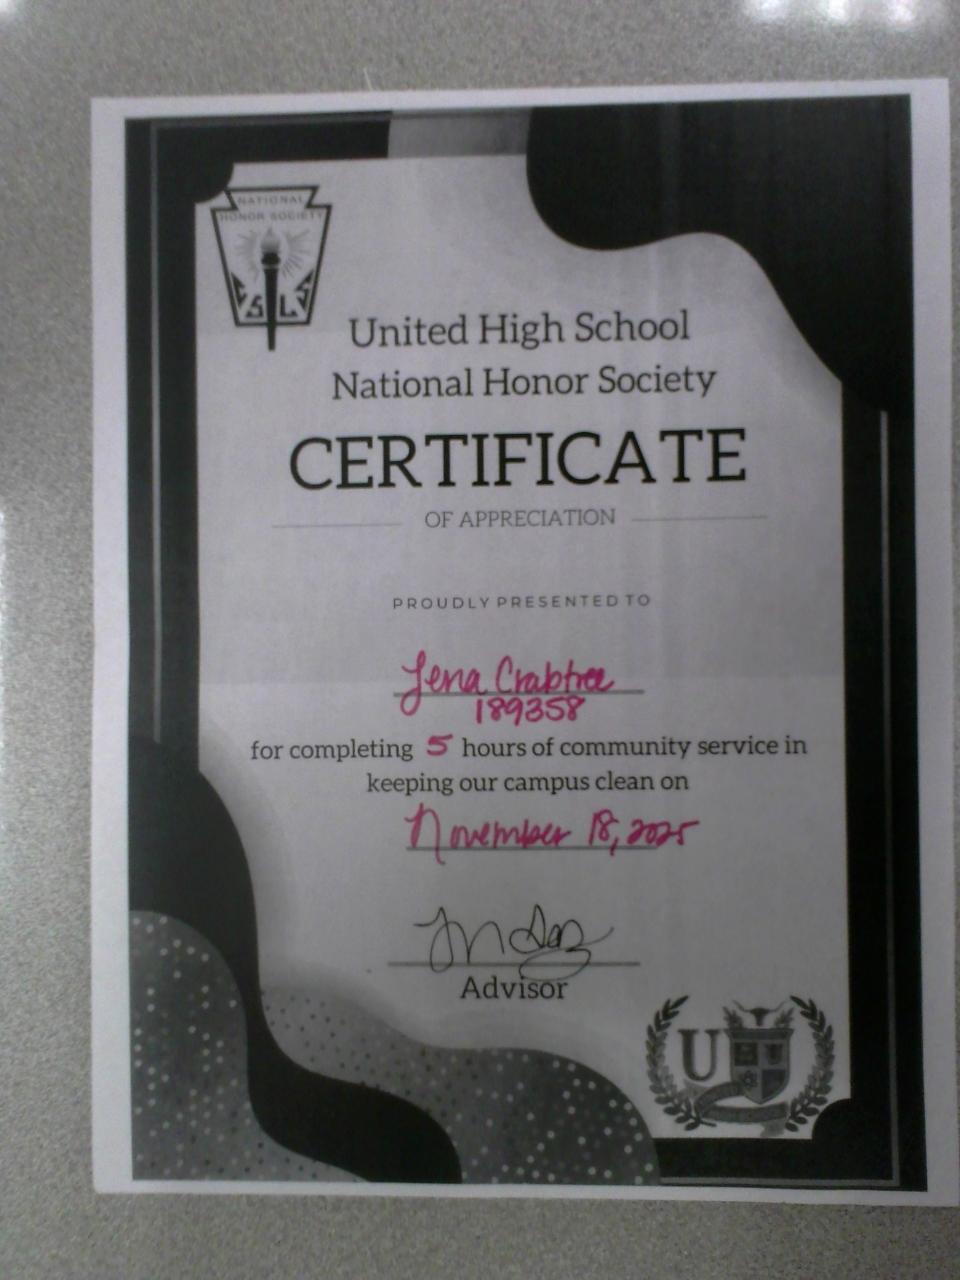 NATIONAL
HONOR SOCIETY
C S L S
United High School
National Honor Society
CERTIFICATE
OF APPRECIATION
PROUDLY PRESENTED TO
Jena Crabtree
189358
for completing 5 hours of community service in
keeping our campus clean on
November 18, 2025
Advisor
U